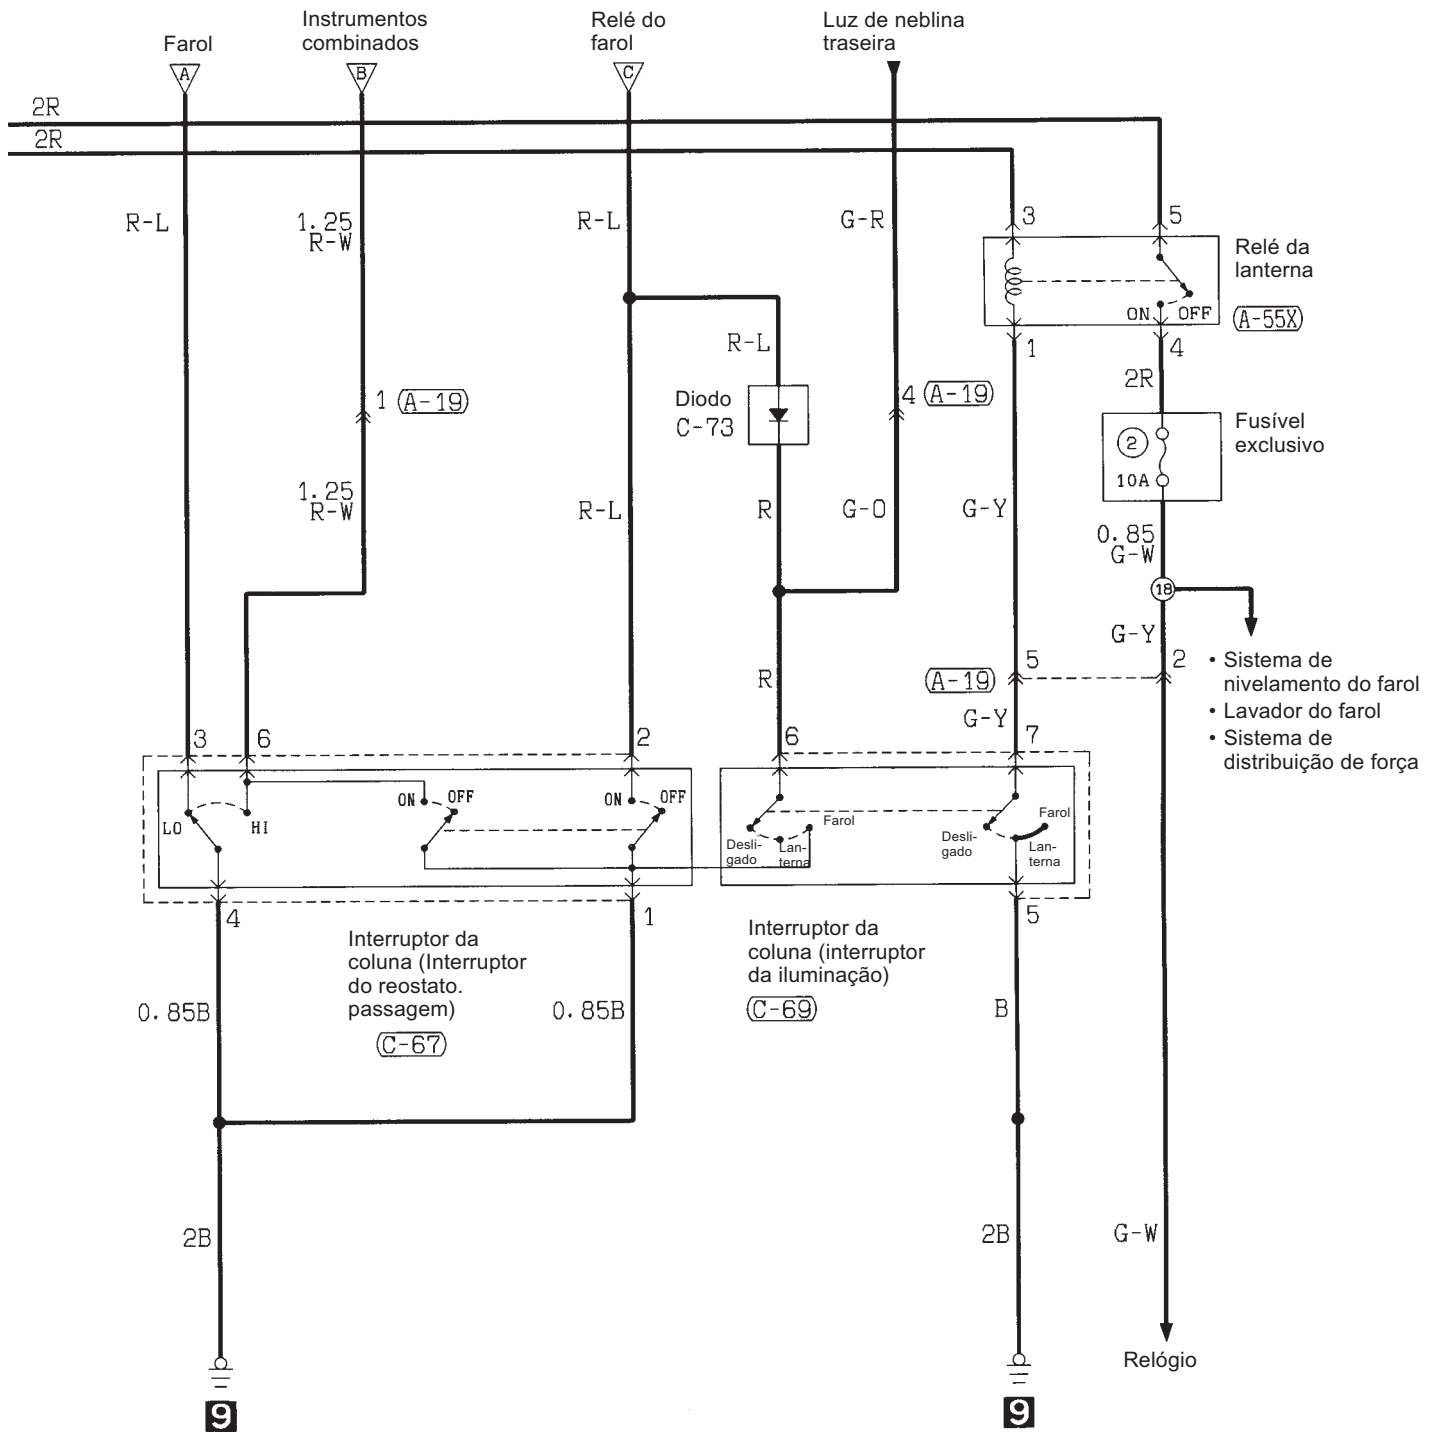 Farol
Instrumentos
combinados
Relé do
farol
Luz de neblina
traseira
A
B
C
2R
2R
R-L
1.25
R-W
R-L
G-R
3
5
Relé da
lanterna
ON
OFF
A-55X
1
4
R-L
2R
1
A-19
Diodo
C-73
4
A-19
Fusível
exclusivo
2
10A
1.25
R-W
R-L
R
G-O
G-Y
0.85
G-W
18
G-Y
R
A-19
5
2
• Sistema de
nivelamento do farol
• Lavador do farol
• Sistema de
distribuição de força
G-Y
3
6
2
6
7
LO
HI
ON
OFF
ON
OFF
Desli-
gado
Lan-
terna
Farol
Desli-
gado
Farol
Lan-
terna
4
1
5
Interruptor da
coluna (Interruptor
do reostato.
passagem)
C-67
Interruptor da
coluna (interruptor
da iluminação)
C-69
0.85B
0.85B
B
2B
2B
G-W
Relógio
9
9